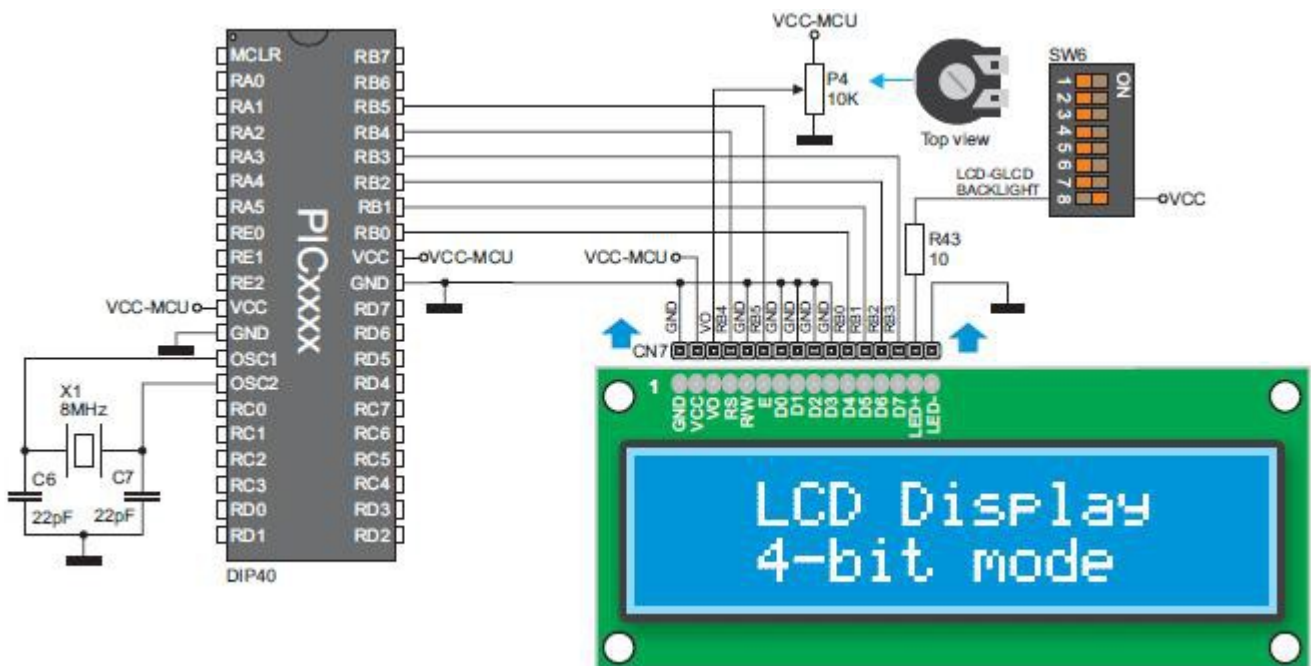 VCC-MCU
P4
10K
Top view
SW6
ON
1
2
3
4
5
6
7
8
LCD-GLCD
BACKLIGHT
VCC
R43
10
MCLR
RA0
RA1
RA2
RA3
RA4
RA5
RE0
RE1
RE2
VCC
GND
OSC1
OSC2
RC0
RC1
RC2
RC3
RD0
RD1
PICxxxx
RB7
RB6
RB5
RB4
RB3
RB2
RB1
RB0
VCC
GND
RD7
RD6
RD5
RD4
RC7
RC6
RC5
RC4
RD3
RD2
DIP40
VCC-MCU
VCC-MCU
VCC-MCU
X1
8MHz
C6
C7
22pF
22pF
GND
VO
RB4
GND
RB5
GND
GND
GND
GND
RB0
RB1
RB2
RB3
CN7
1
GND
VCC
VO
RS
R/W
E
D0
D1
D2
D3
D4
D5
D6
D7
LED+
LED-
LCD Display
4-bit mode